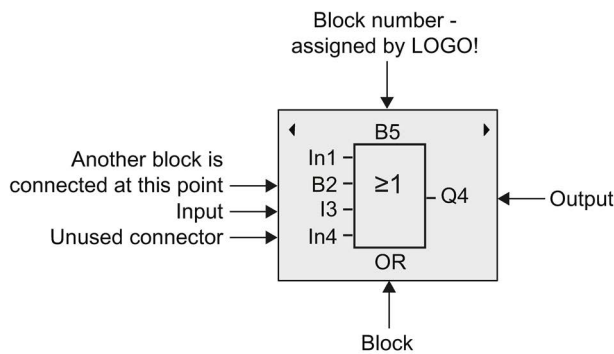 Block number -
assigned by LOGO!
B5
Another block is
connected at this point
Input
Unused connector
In1
B2
I3
In4
≥1
Q4
Output
OR
Block